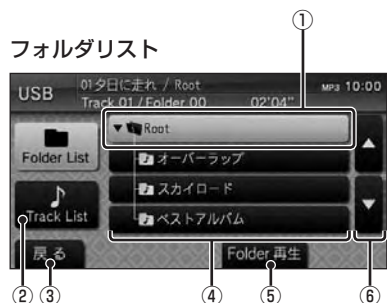 ①
フォルダリスト
USB
01夕日に走れ / Root
MP3 10:00
Track 01 / Folder 00 02'04"
Folder List
▼ Root
オーバーラップ
Track List
スカイロード
ベストアルバム
戻る
Folder 再生
② ③ ④ ⑤ ⑥